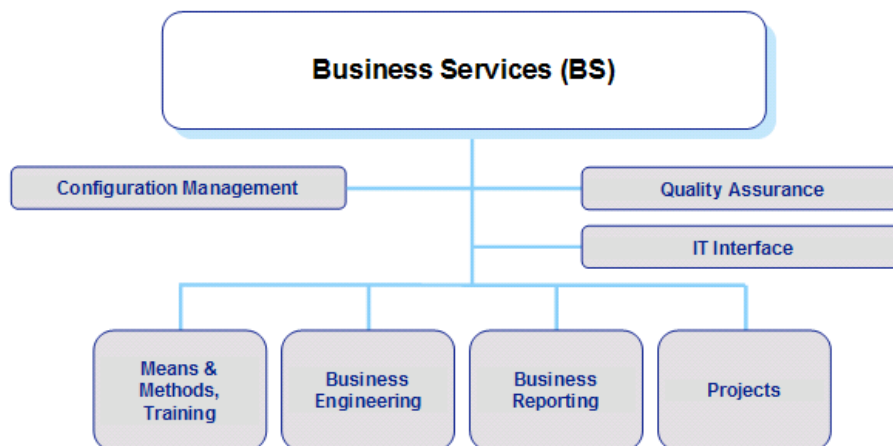 Business Services (BS)
Configuration Management
Quality Assurance
IT Interface
Means &
Methods,
Training
Business
Engineering
Business
Reporting
Projects